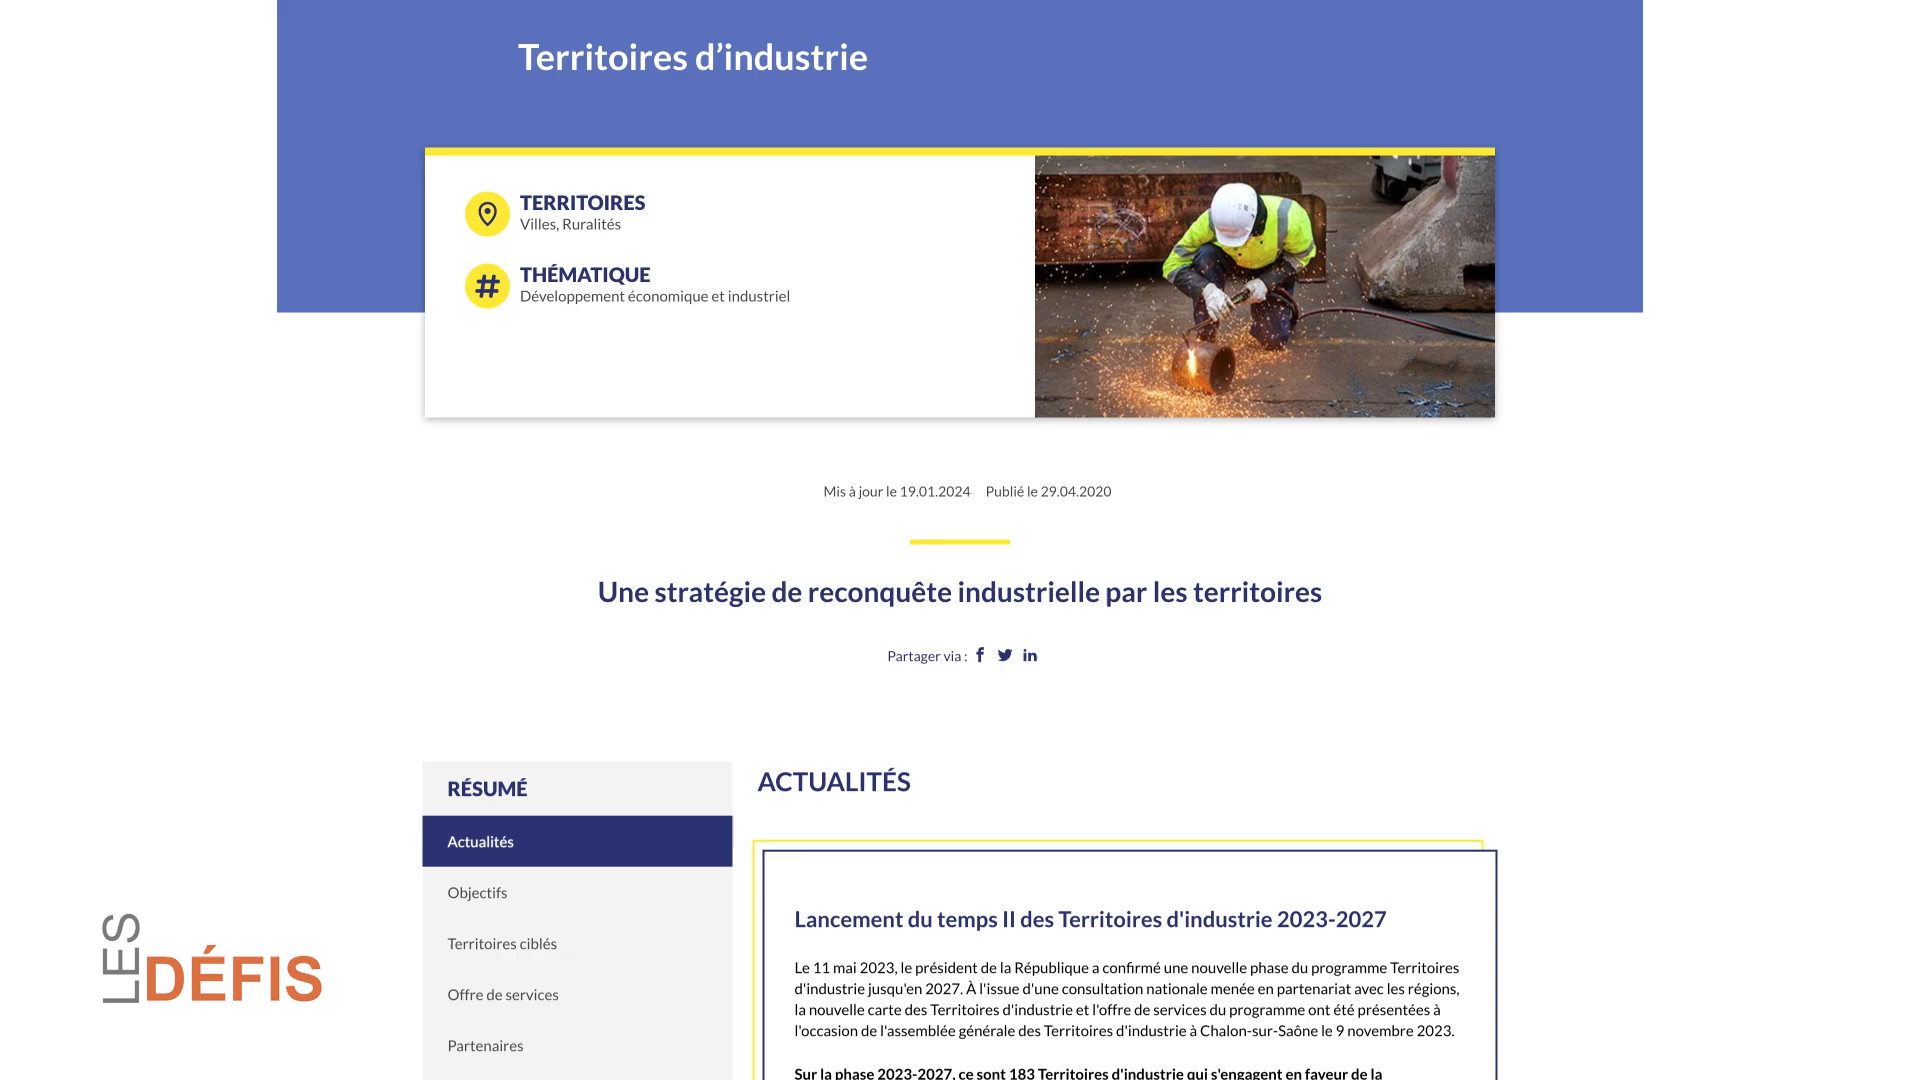 Territoires d’industrie
TERRITOIRES
Villes, Ruralités
THÉMATIQUE
Développement économique et industriel
Mis à jour le 19.01.2024 Publié le 29.04.2020
Une stratégie de reconquête industrielle par les territoires
Partager via :
RÉSUMÉ
Actualités
Objectifs
Territoires ciblés
Offre de services
Partenaires
ACTUALITÉS
Lancement du temps II des Territoires d'industrie 2023-2027
Le 11 mai 2023, le président de la République a confirmé une nouvelle phase du programme Territoires
d'industrie jusqu'en 2027. À l'issue d'une consultation nationale menée en partenariat avec les régions,
la nouvelle carte des Territoires d'industrie et l'offre de services du programme ont été présentées à
l'occasion de l'assemblée générale des Territoires d'industrie à Chalon-sur-Saône le 9 novembre 2023.
Sur la phase 2023-2027, ce sont 183 Territoires d'industrie qui s'engagent en faveur de la
LES
DÉFIS